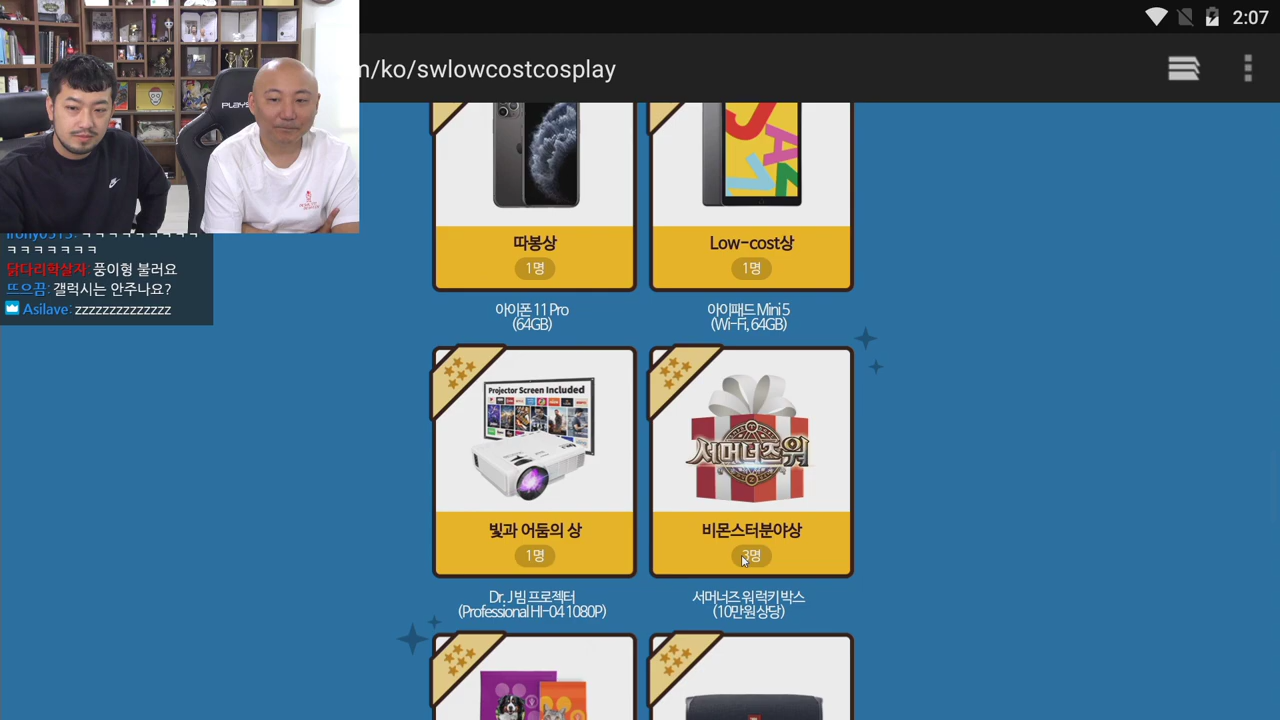 2:07
m/ko/swlowcostcosplay
PLAYS
ㅋㅋㅋㅋㅋㅋㅋ
닭다리학살자: 풍이형 불러요
뜨으끔: 갤럭시는 안주나요?
Asilave: zzzzzzzzzzzzzz
따봉상
1명
Low-cost상
1명
아이폰 11 Pro
(64GB)
아이패드 Mini 5
(Wi-Fi, 64GB)
Projector Screen Included
서머너즈워
빛과 어둠의 상
1명
비몬스터분야상
3명
Dr. J 빔 프로젝터
(Professional HI-04 1080P)
서머너즈 워 럭키 박스
(10만원 상당)
JBL